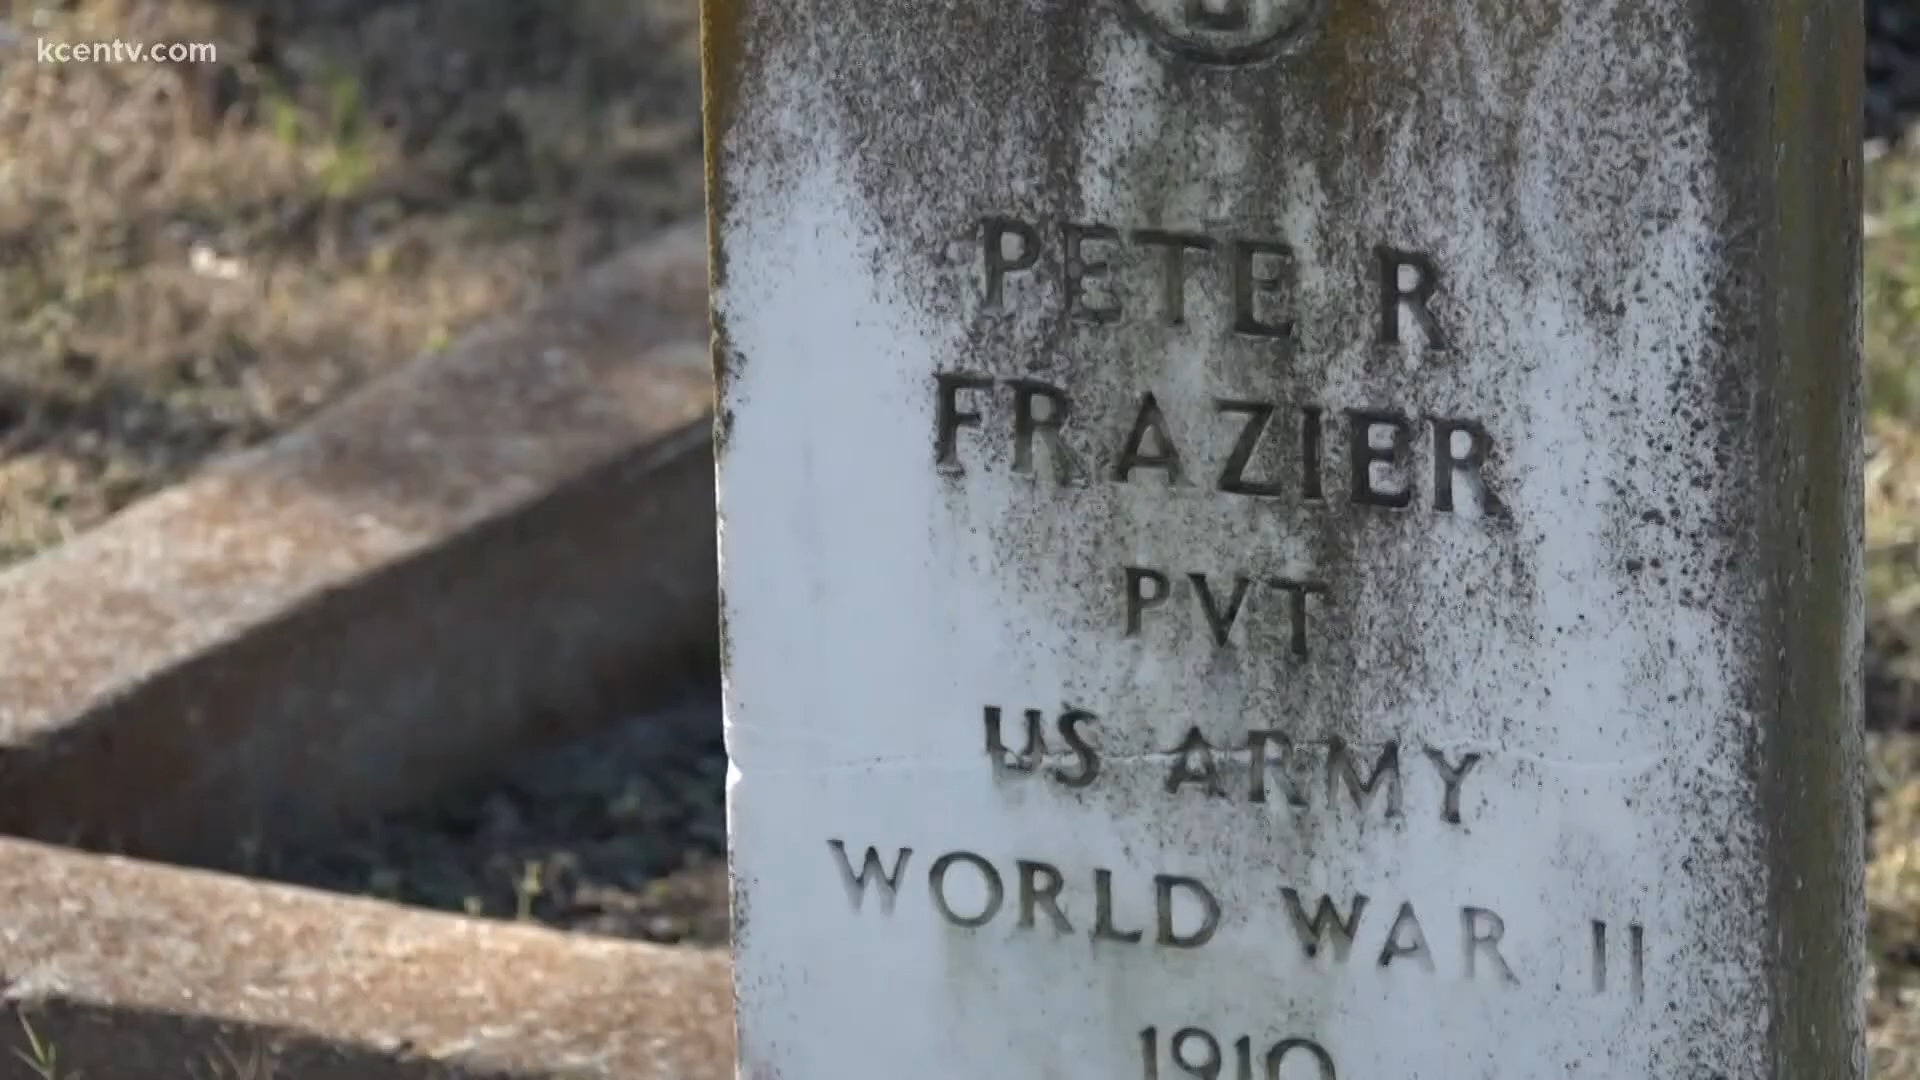 kcentv.com
PETE R
FRAZIER
PVT
US ARMY
WORLD WAR II
1910